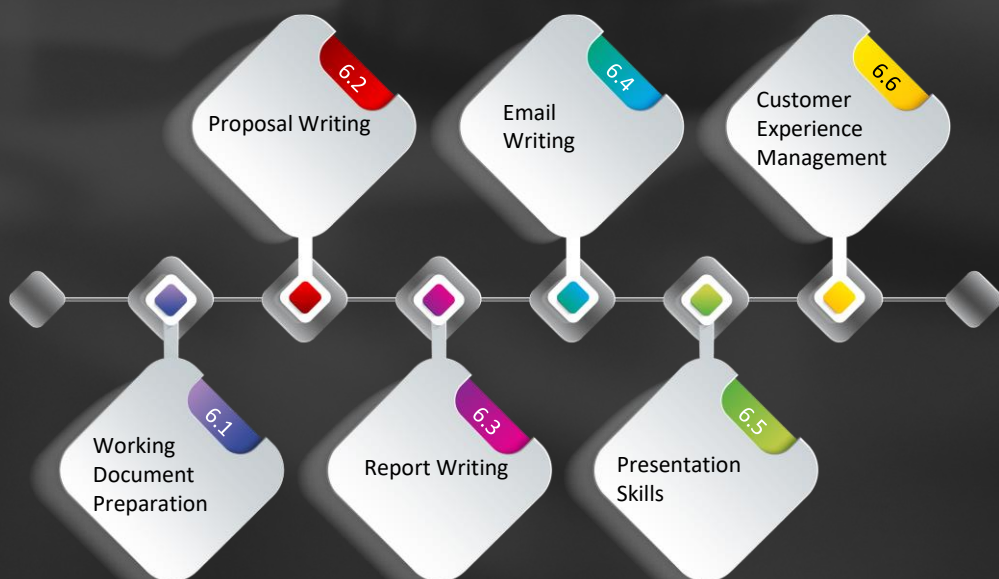 6.2
Proposal Writing
6.4
Email
Writing
6.6
Customer
Experience
Management
6.1
Working
Document
Preparation
6.3
Report Writing
6.5
Presentation
Skills